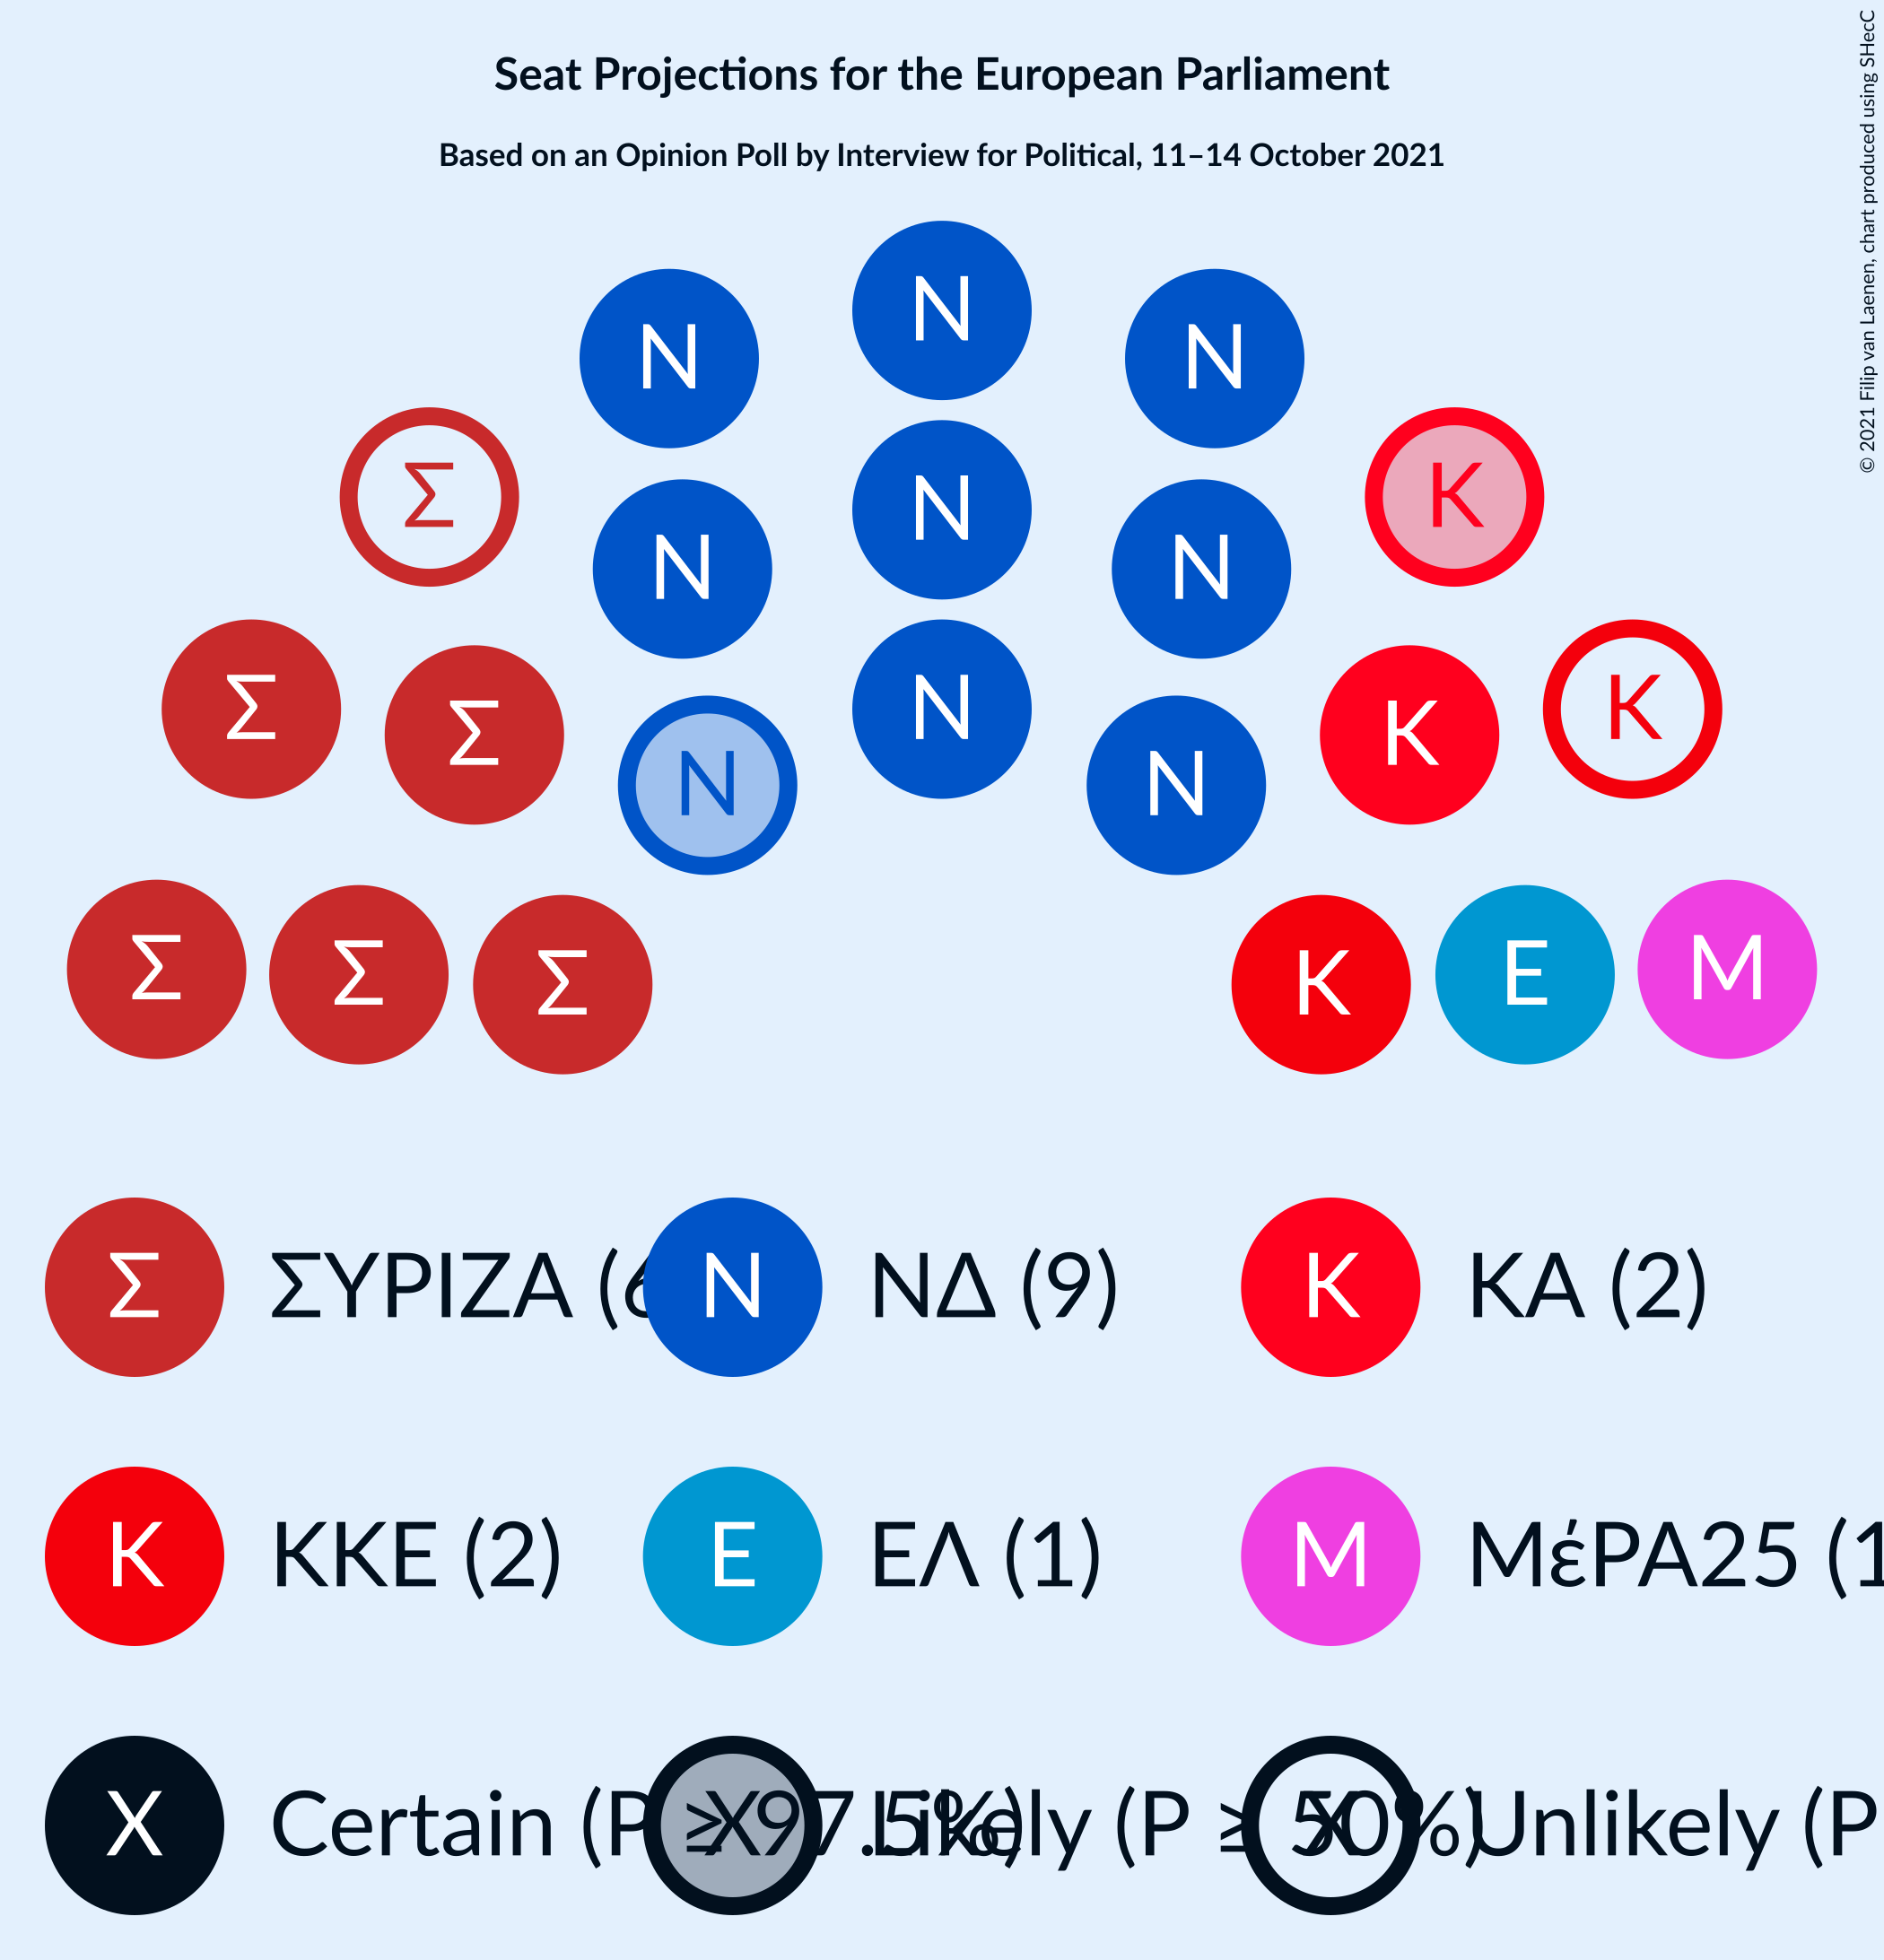 Seat Projections for the European Parliament
Based on an Opinion Poll by Interview for Political, 11–14 October 2021
© 2021 Filip van Laenen, chart produced using SHecC
N
N N
Σ K
N
N N
Σ K
Σ K
N
N N
Σ M
Σ E
Σ K
Σ ΣΥΡΙΖΑ (6 N ΝΔ (9) K ΚΑ (2)
K ΚΚΕ (2) E ΕΛ (1) M ΜέΡΑ25 (1
X Certain (P ≥ 97.5%) X Likely (P ≥ 50%) X Unlikely (P